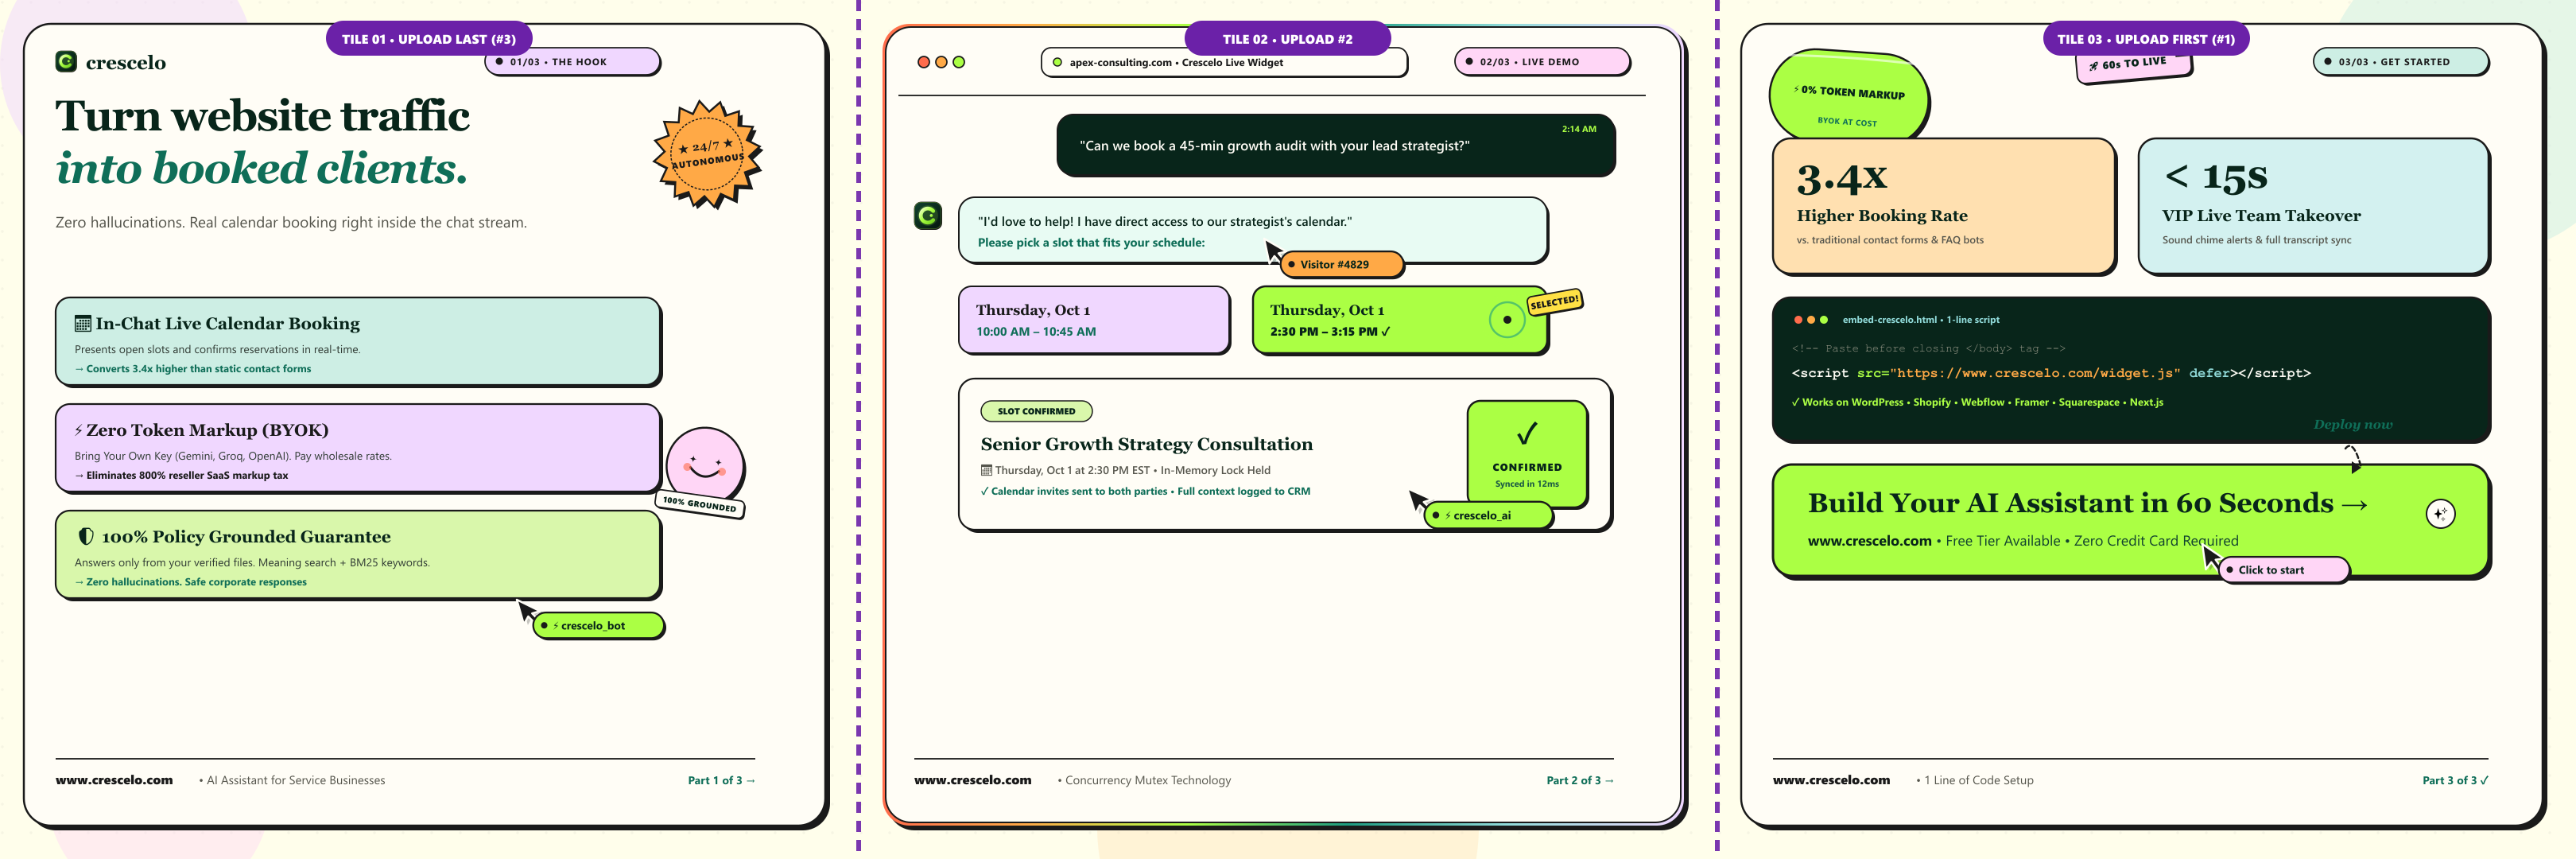 TILE 01 • UPLOAD LAST (#3)
crescelo
01/03 • THE HOOK
Turn website traffic
into booked clients.
★ 24/7 ★
AUTONOMOUS
Zero hallucinations. Real calendar booking right inside the chat stream.
In-Chat Live Calendar Booking
Presents open slots and confirms reservations in real-time.
→ Converts 3.4x higher than static contact forms
⚡ Zero Token Markup (BYOK)
Bring Your Own Key (Gemini, Groq, OpenAI). Pay wholesale rates.
→ Eliminates 800% reseller SaaS markup tax
100% GROUNDED
100% Policy Grounded Guarantee
Answers only from your verified files. Meaning search + BM25 keywords.
→ Zero hallucinations. Safe corporate responses
⚡ crescelo_bot
www.crescelo.com • AI Assistant for Service Businesses
Part 1 of 3 →
TILE 02 • UPLOAD #2
apex-consulting.com • Crescelo Live Widget
02/03 • LIVE DEMO
2:14 AM
"Can we book a 45-min growth audit with your lead strategist?"
"I'd love to help! I have direct access to our strategist's calendar."
Please pick a slot that fits your schedule:
Visitor #4829
Thursday, Oct 1
10:00 AM – 10:45 AM
Thursday, Oct 1
2:30 PM – 3:15 PM ✓
SELECTED!
SLOT CONFIRMED
Senior Growth Strategy Consultation
Thursday, Oct 1 at 2:30 PM EST • In-Memory Lock Held
✓ Calendar invites sent to both parties • Full context logged to CRM
✓
CONFIRMED
Synced in 12ms
⚡ crescelo_ai
www.crescelo.com • Concurrency Mutex Technology
Part 2 of 3 →
TILE 03 • UPLOAD FIRST (#1)
⚡ 0% TOKEN MARKUP
BYOK AT COST
🚀 60s TO LIVE
03/03 • GET STARTED
3.4x
Higher Booking Rate
vs. traditional contact forms & FAQ bots
< 15s
VIP Live Team Takeover
Sound chime alerts & full transcript sync
embed-crescelo.html • 1-line script
<!-- Paste before closing </body> tag -->
<script src="https://www.crescelo.com/widget.js" defer></script>
✓ Works on WordPress • Shopify • Webflow • Framer • Squarespace • Next.js
Deploy now
Build Your AI Assistant in 60 Seconds →
www.crescelo.com • Free Tier Available • Zero Credit Card Required
Click to start
www.crescelo.com • 1 Line of Code Setup
Part 3 of 3 ✓